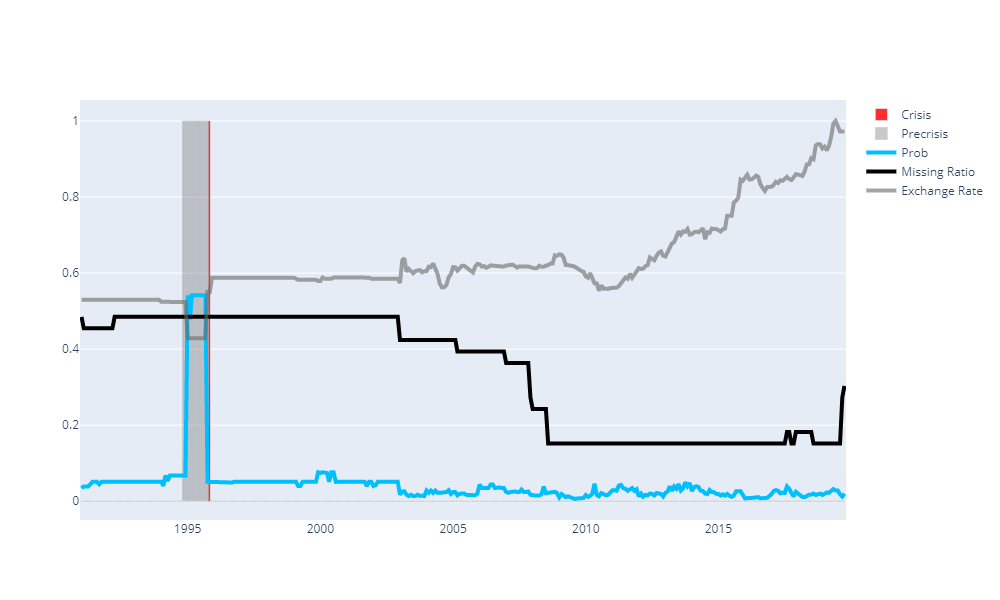 1
0.8
0.6
0.4
0.2
0
1995
2000
2005
2010
2015
Crisis
Precrisis
Prob
Missing Ratio
Exchange Rate